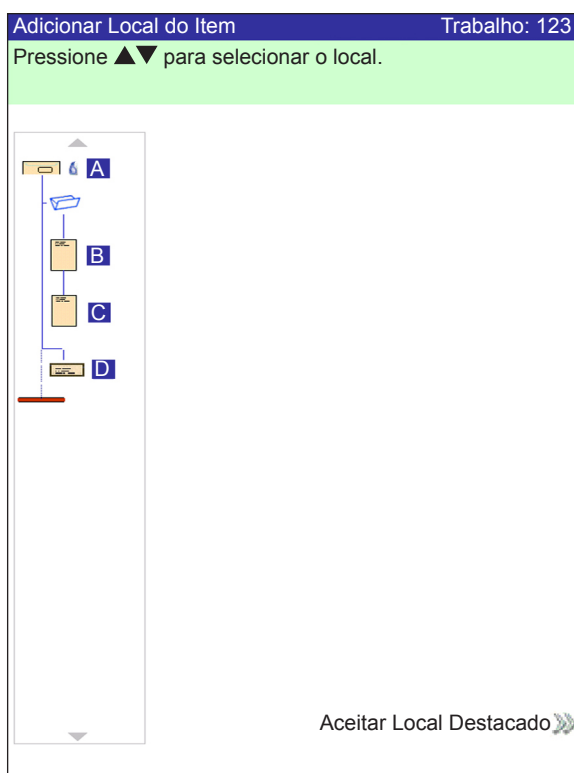 Adicionar Local do Item Trabalho: 123
Pressione ▲▼ para selecionar o local.
A
B
C
D
Aceitar Local Destacado